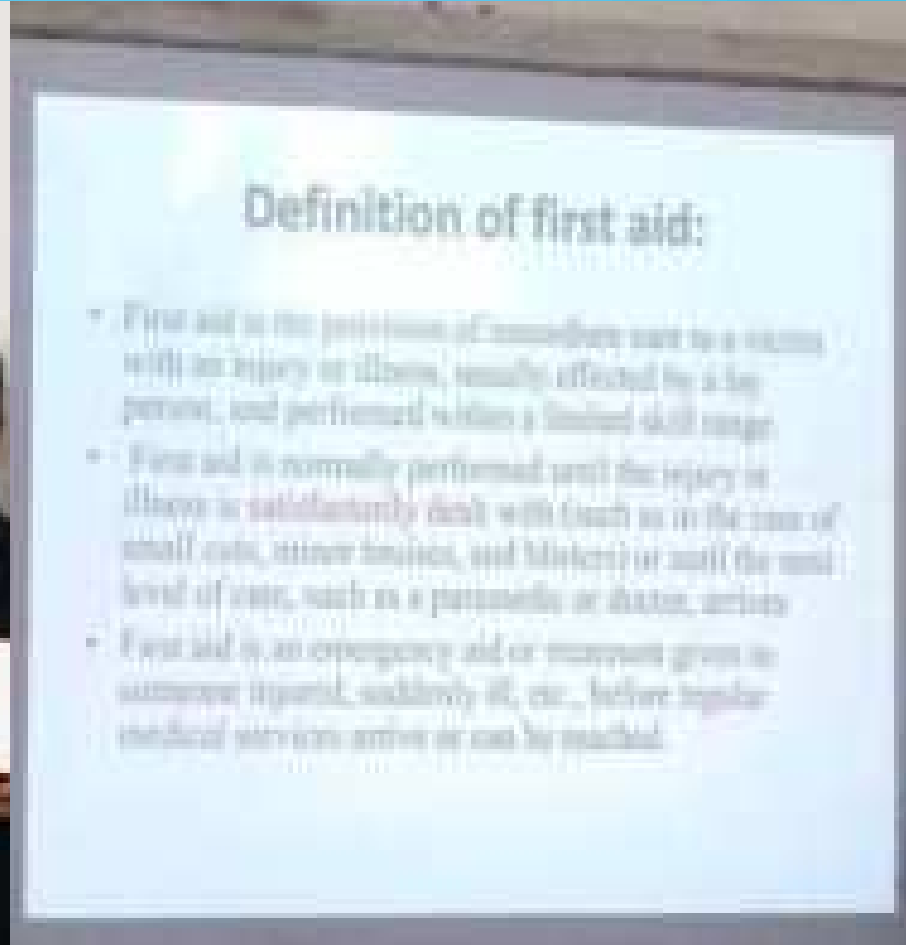 Definition of first aid:
• First aid is the provision of immediate care to a victim
with an injury or illness, usually effected by a lay
person, and performed within a limited skill range.
• First aid is normally performed until the injury or
illness is satisfactorily dealt with (such as in the case of
small cuts, minor bruises, and blisters) or until the next
level of care, such as a paramedic or doctor, arrives
• First aid is an emergency aid or treatment given to
someone injured, suddenly ill, etc., before regular
medical services arrive or can be reached.